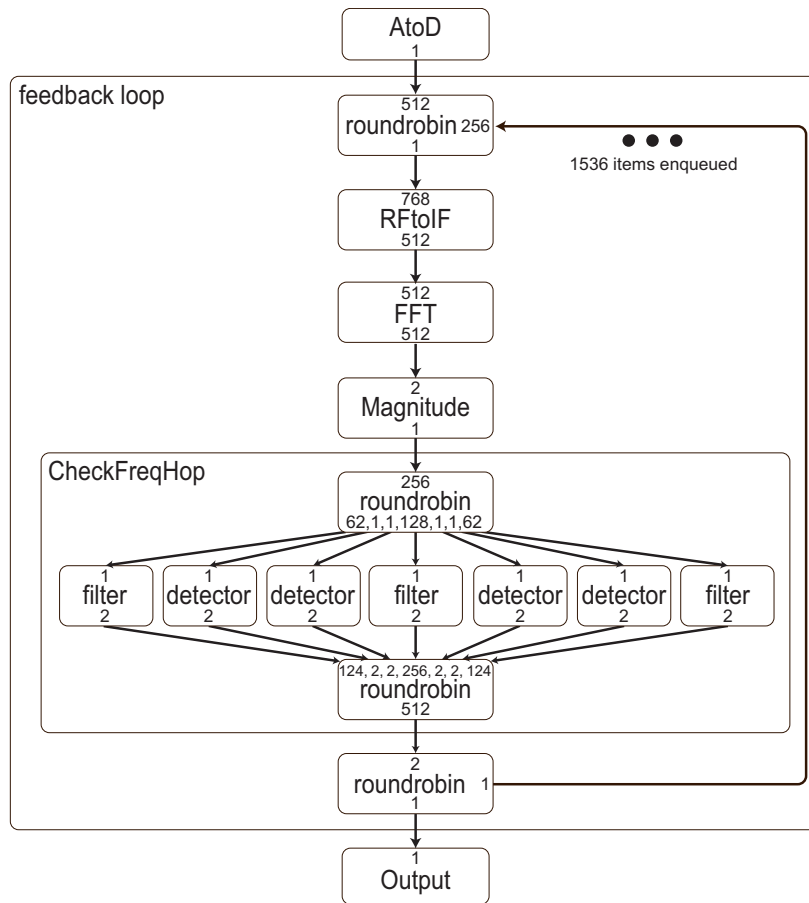 AtoD
1
feedback loop
512
roundrobin 256
1
1536 items enqueued
768
RFtoIF
512
512
FFT
512
2
Magnitude
1
CheckFreqHop
256
roundrobin
62,1,1,128,1,1,62
1 1 1 1 1 1 1
filter detector detector filter detector detector filter
2 2 2 2 2 2 2
124, 2, 2, 256, 2, 2, 124
roundrobin
512
2
roundrobin 1
1
1
Output